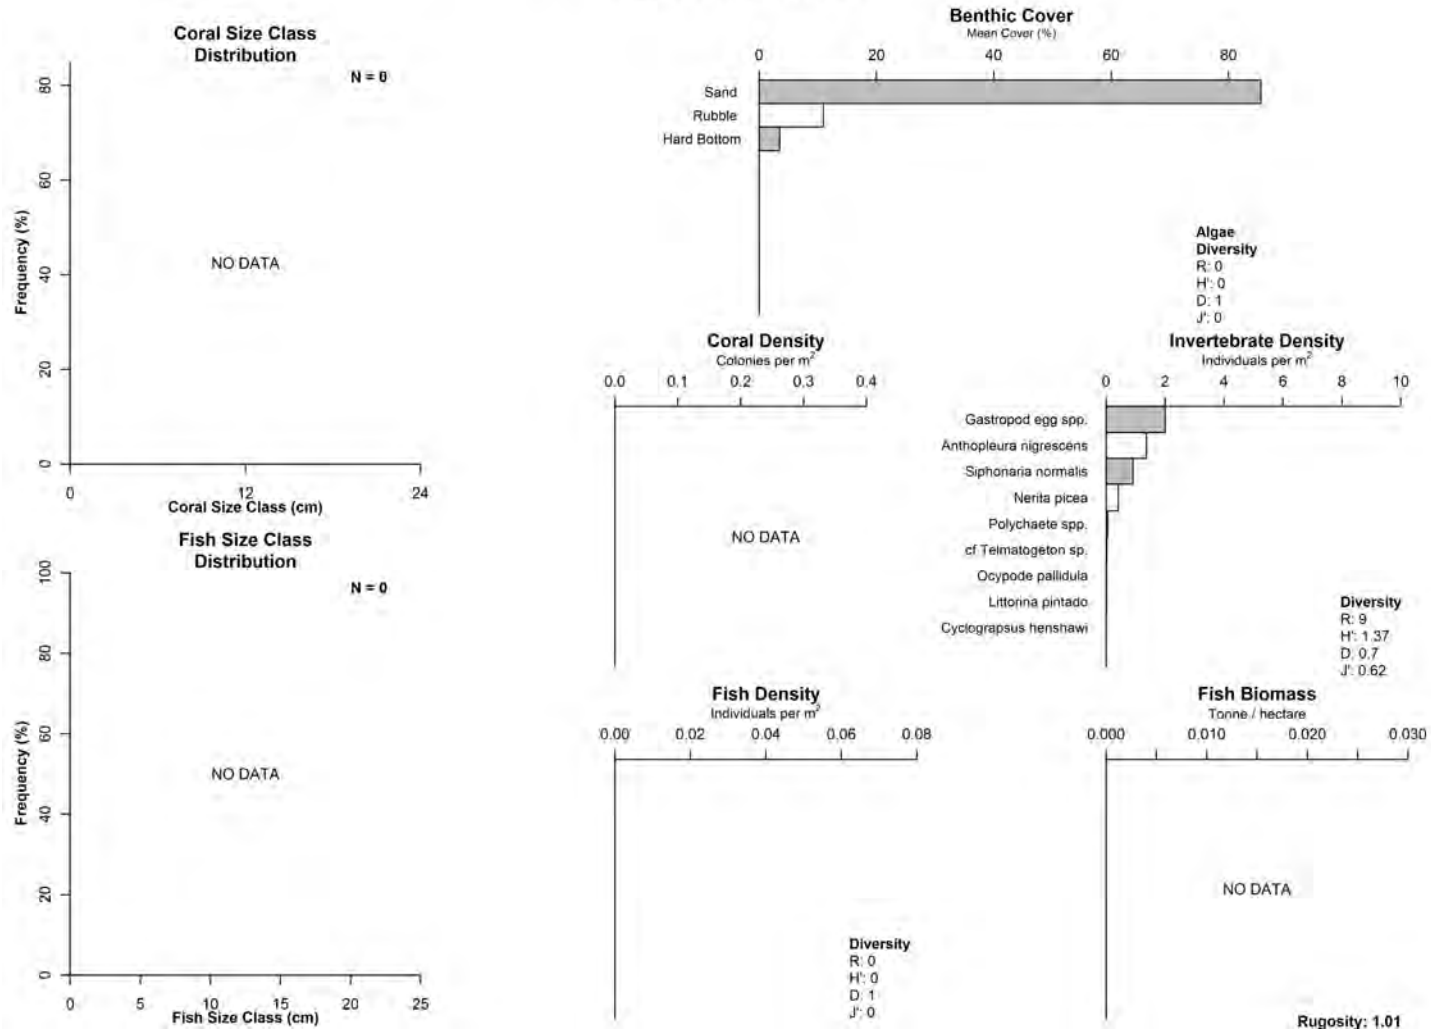 Coral Size Class
Distribution
N = 0
80
60
40
20
0
Frequency (%)
NO DATA
0 12 24
Coral Size Class (cm)
Benthic Cover
Mean Cover (%)
0 20 40 60 80
Sand
Rubble
Hard Bottom
Algae
Diversity
R: 0
H': 0
D: 1
J': 0
Coral Density
Colonies per m²
0.0 0.1 0.2 0.3 0.4
NO DATA
Invertebrate Density
Individuals per m²
0 2 4 6 8 10
Gastropod egg spp.
Anthopleura nigrescens
Siphonaria normalis
Nerita picea
Polychaete spp.
cf Telmatogeton sp.
Ocypode pallidula
Littorina pintado
Cyclograpsus henshawi
Diversity
R: 9
H': 1.37
D: 0.7
J': 0.62
Fish Size Class
Distribution
N = 0
100
80
60
40
20
0
Frequency (%)
NO DATA
0 5 10 15 20 25
Fish Size Class (cm)
Fish Density
Individuals per m²
0.00 0.02 0.04 0.06 0.08
Diversity
R: 0
H': 0
D: 1
J': 0
Fish Biomass
Tonne / hectare
0.000 0.010 0.020 0.030
NO DATA
Rugosity: 1.01